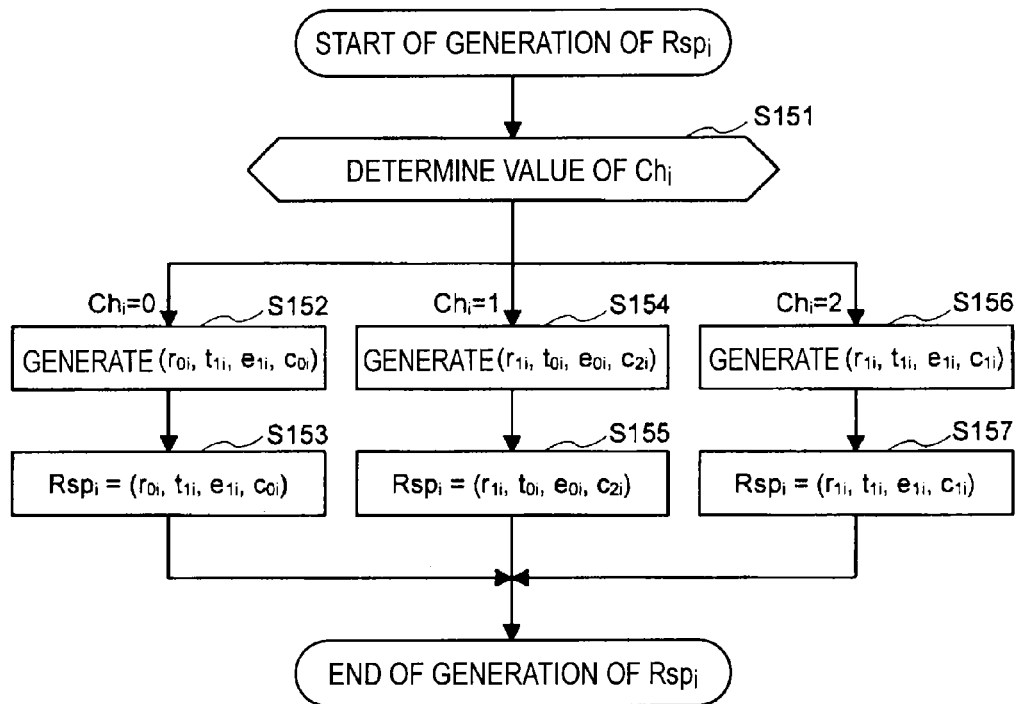 START OF GENERATION OF Rspᵢ
S151
DETERMINE VALUE OF Chᵢ
Chᵢ=0
S152
Chᵢ=1
S154
Chᵢ=2
S156
GENERATE (r₀ᵢ, t₁ᵢ, e₁ᵢ, c₀ᵢ)
GENERATE (r₁ᵢ, t₀ᵢ, e₀ᵢ, c₂ᵢ)
GENERATE (r₁ᵢ, t₁ᵢ, e₁ᵢ, c₁ᵢ)
S153
S155
S157
Rspᵢ = (r₀ᵢ, t₁ᵢ, e₁ᵢ, c₀ᵢ)
Rspᵢ = (r₁ᵢ, t₀ᵢ, e₀ᵢ, c₂ᵢ)
Rspᵢ = (r₁ᵢ, t₁ᵢ, e₁ᵢ, c₁ᵢ)
END OF GENERATION OF Rspᵢ